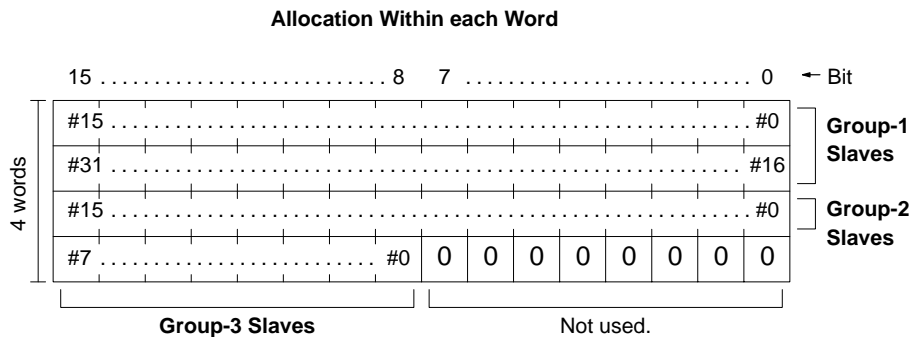 Allocation Within each Word
15 . . . . . . . . . . . . . . . . . . . . . . . . . . . . . 8 7 . . . . . . . . . . . . . . . . . . . . . . . . . . . . . 0 Bit
#15 . . . . . . . . . . . . . . . . . . . . . . . . . . . . . . . . . . . . . . . . . . . . . . . . . . . . . . . . . . . . . . . . #0
Group-1
Slaves
#31 . . . . . . . . . . . . . . . . . . . . . . . . . . . . . . . . . . . . . . . . . . . . . . . . . . . . . . . . . . . . . . . #16
#15 . . . . . . . . . . . . . . . . . . . . . . . . . . . . . . . . . . . . . . . . . . . . . . . . . . . . . . . . . . . . . . . . #0
Group-2
Slaves
#7 . . . . . . . . . . . . . . . . . . . . . . . . . . . . #0 0 0 0 0 0 0 0 0
4 words
Group-3 Slaves Not used.